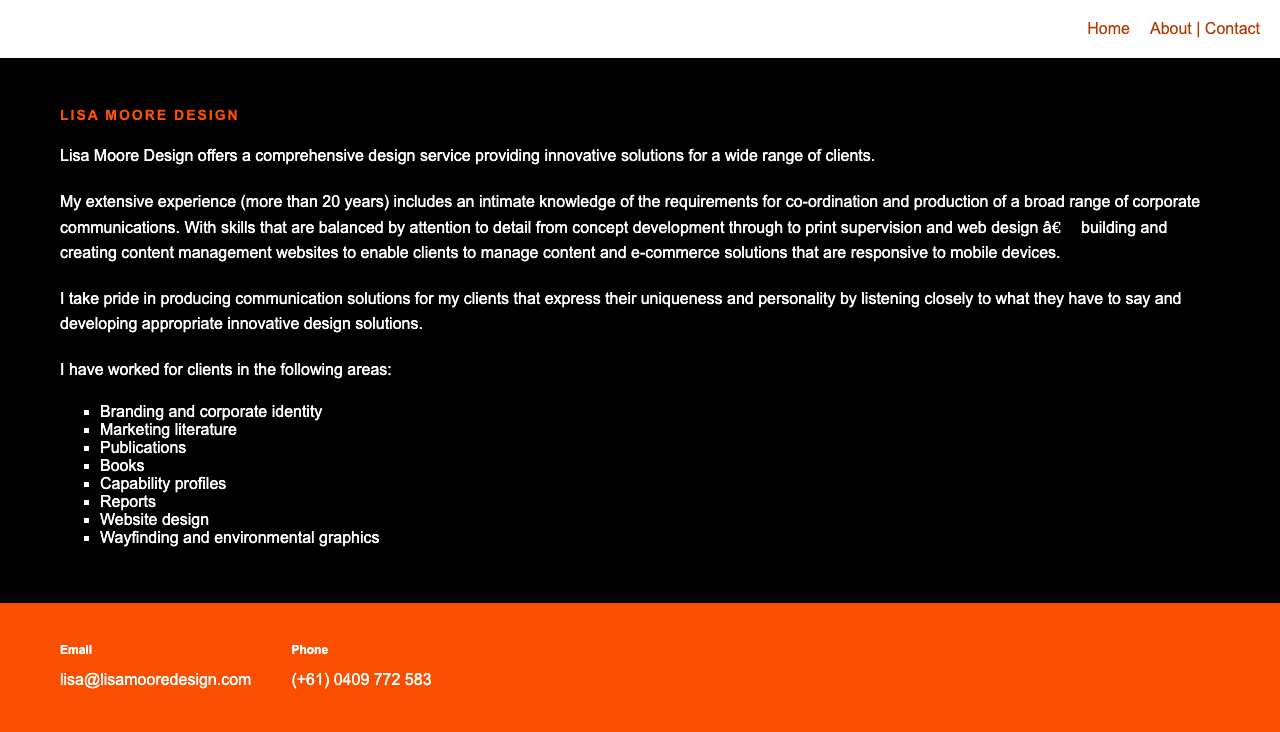 Home About | Contact
LISA MOORE DESIGN
Lisa Moore Design offers a comprehensive design service providing innovative solutions for a wide range of clients.
My extensive experience (more than 20 years) includes an intimate knowledge of the requirements for co-ordination and production of a broad range of corporate
communications. With skills that are balanced by attention to detail from concept development through to print supervision and web design â€ building and
creating content management websites to enable clients to manage content and e-commerce solutions that are responsive to mobile devices.
I take pride in producing communication solutions for my clients that express their uniqueness and personality by listening closely to what they have to say and
developing appropriate innovative design solutions.
I have worked for clients in the following areas:
Branding and corporate identity
Marketing literature
Publications
Books
Capability profiles
Reports
Website design
Wayfinding and environmental graphics
Email Phone
lisa@lisamooredesign.com (+61) 0409 772 583